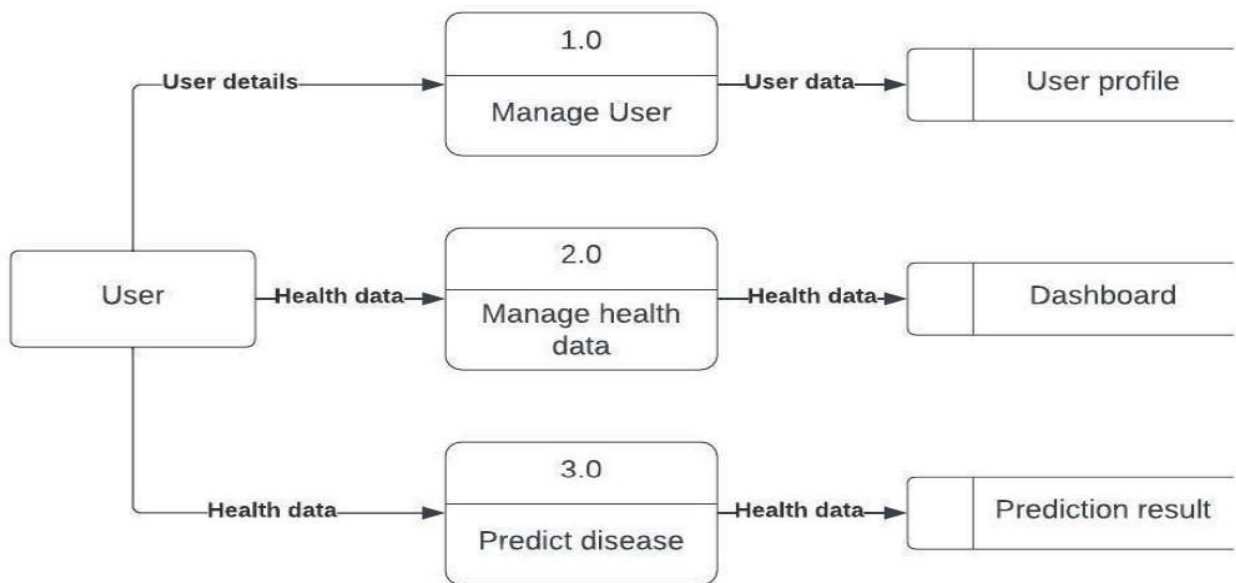 1.0
User details
Manage User
User data
User profile
User
Health data
2.0
Manage health
data
Health data
Dashboard
Health data
3.0
Predict disease
Health data
Prediction result